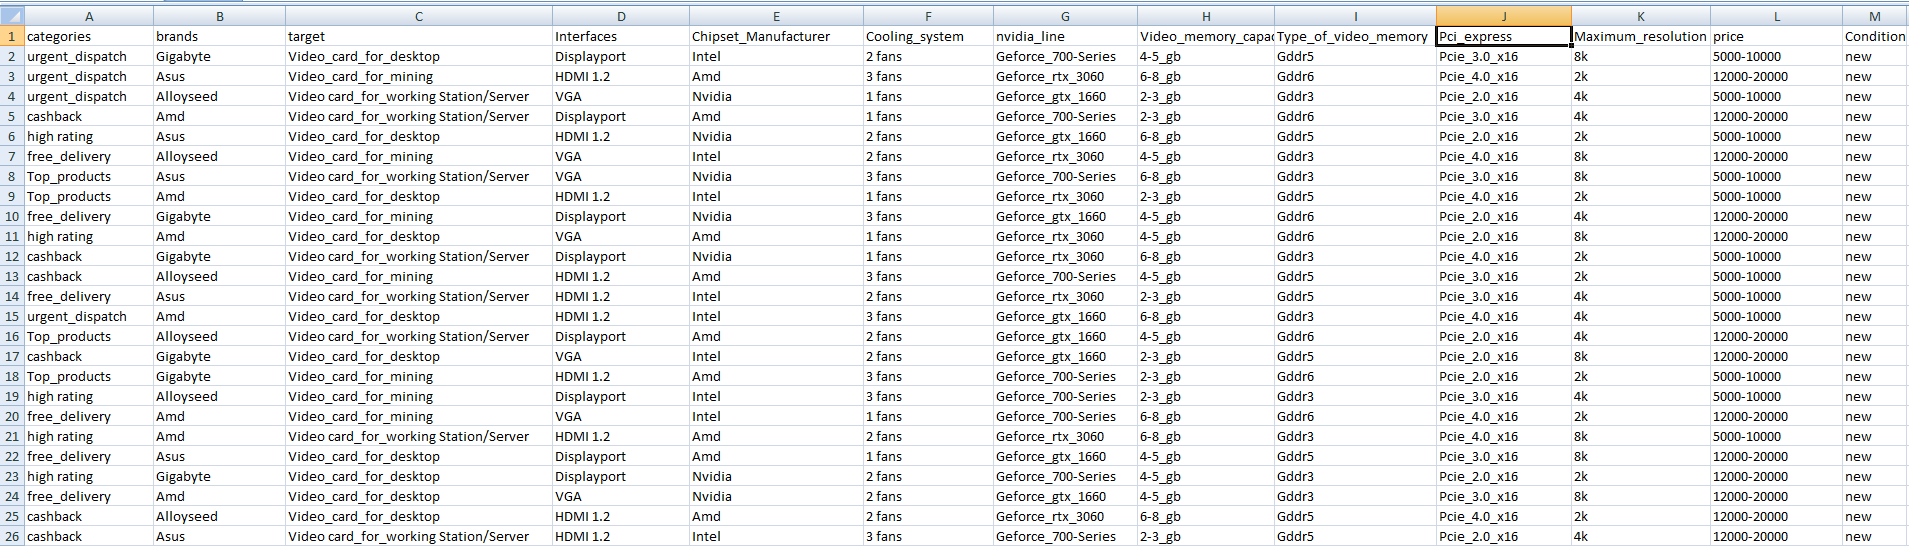 A B C D E F G H I J K L M
1 categories brands target Interfaces Chipset_Manufacturer Cooling_system nvidia_line Video_memory_capac Type_of_video_memory Pci_express Maximum_resolution price Condition
2 urgent_dispatch Gigabyte Video_card_for_desktop Displayport Intel 2 fans Geforce_700-Series 4-5_gb Gddr5 Pcie_3.0_x16 8k 5000-10000 new
3 urgent_dispatch Asus Video_card_for_mining HDMI 1.2 Amd 3 fans Geforce_rtx_3060 6-8_gb Gddr6 Pcie_4.0_x16 2k 12000-20000 new
4 urgent_dispatch Alloyseed Video card_for_working Station/Server VGA Nvidia 1 fans Geforce_gtx_1660 2-3_gb Gddr3 Pcie_2.0_x16 4k 5000-10000 new
5 cashback Amd Video card_for_working Station/Server Displayport Amd 1 fans Geforce_700-Series 2-3_gb Gddr6 Pcie_3.0_x16 4k 12000-20000 new
6 high rating Asus Video_card_for_desktop HDMI 1.2 Nvidia 2 fans Geforce_gtx_1660 6-8_gb Gddr5 Pcie_2.0_x16 2k 5000-10000 new
7 free_delivery Alloyseed Video_card_for_mining VGA Intel 2 fans Geforce_rtx_3060 4-5_gb Gddr3 Pcie_4.0_x16 8k 12000-20000 new
8 Top_products Asus Video card_for_working Station/Server VGA Nvidia 3 fans Geforce_700-Series 6-8_gb Gddr3 Pcie_3.0_x16 8k 5000-10000 new
9 Top_products Amd Video_card_for_desktop HDMI 1.2 Intel 1 fans Geforce_rtx_3060 2-3_gb Gddr5 Pcie_4.0_x16 2k 5000-10000 new
10 free_delivery Gigabyte Video_card_for_mining Displayport Nvidia 3 fans Geforce_gtx_1660 4-5_gb Gddr6 Pcie_2.0_x16 4k 12000-20000 new
11 high rating Amd Video_card_for_desktop VGA Amd 1 fans Geforce_rtx_3060 4-5_gb Gddr6 Pcie_2.0_x16 8k 12000-20000 new
12 cashback Gigabyte Video card_for_working Station/Server Displayport Nvidia 1 fans Geforce_rtx_3060 6-8_gb Gddr3 Pcie_4.0_x16 2k 5000-10000 new
13 cashback Alloyseed Video_card_for_mining HDMI 1.2 Amd 3 fans Geforce_700-Series 4-5_gb Gddr5 Pcie_3.0_x16 2k 5000-10000 new
14 free_delivery Asus Video card_for_working Station/Server HDMI 1.2 Intel 2 fans Geforce_rtx_3060 2-3_gb Gddr5 Pcie_3.0_x16 4k 5000-10000 new
15 urgent_dispatch Amd Video_card_for_desktop HDMI 1.2 Intel 3 fans Geforce_gtx_1660 6-8_gb Gddr3 Pcie_4.0_x16 4k 5000-10000 new
16 Top_products Alloyseed Video card_for_working Station/Server Displayport Amd 2 fans Geforce_gtx_1660 4-5_gb Gddr6 Pcie_2.0_x16 4k 12000-20000 new
17 cashback Gigabyte Video_card_for_desktop VGA Intel 2 fans Geforce_gtx_1660 2-3_gb Gddr5 Pcie_2.0_x16 8k 12000-20000 new
18 Top_products Gigabyte Video_card_for_mining HDMI 1.2 Amd 3 fans Geforce_700-Series 2-3_gb Gddr6 Pcie_4.0_x16 2k 5000-10000 new
19 high rating Alloyseed Video_card_for_mining Displayport Intel 3 fans Geforce_700-Series 2-3_gb Gddr3 Pcie_3.0_x16 4k 5000-10000 new
20 free_delivery Amd Video_card_for_mining VGA Intel 1 fans Geforce_700-Series 6-8_gb Gddr6 Pcie_4.0_x16 2k 12000-20000 new
21 high rating Amd Video card_for_working Station/Server HDMI 1.2 Amd 2 fans Geforce_rtx_3060 6-8_gb Gddr3 Pcie_4.0_x16 8k 5000-10000 new
22 free_delivery Asus Video_card_for_desktop Displayport Amd 1 fans Geforce_gtx_1660 4-5_gb Gddr6 Pcie_3.0_x16 8k 12000-20000 new
23 high rating Gigabyte Video_card_for_desktop Displayport Nvidia 2 fans Geforce_700-Series 4-5_gb Gddr3 Pcie_2.0_x16 2k 12000-20000 new
24 free_delivery Amd Video_card_for_desktop VGA Nvidia 2 fans Geforce_gtx_1660 4-5_gb Gddr3 Pcie_3.0_x16 8k 12000-20000 new
25 cashback Alloyseed Video_card_for_desktop HDMI 1.2 Amd 2 fans Geforce_rtx_3060 6-8_gb Gddr5 Pcie_4.0_x16 2k 12000-20000 new
26 cashback Asus Video card_for_working Station/Server HDMI 1.2 Intel 3 fans Geforce_700-Series 2-3_gb Gddr5 Pcie_2.0_x16 4k 12000-20000 new